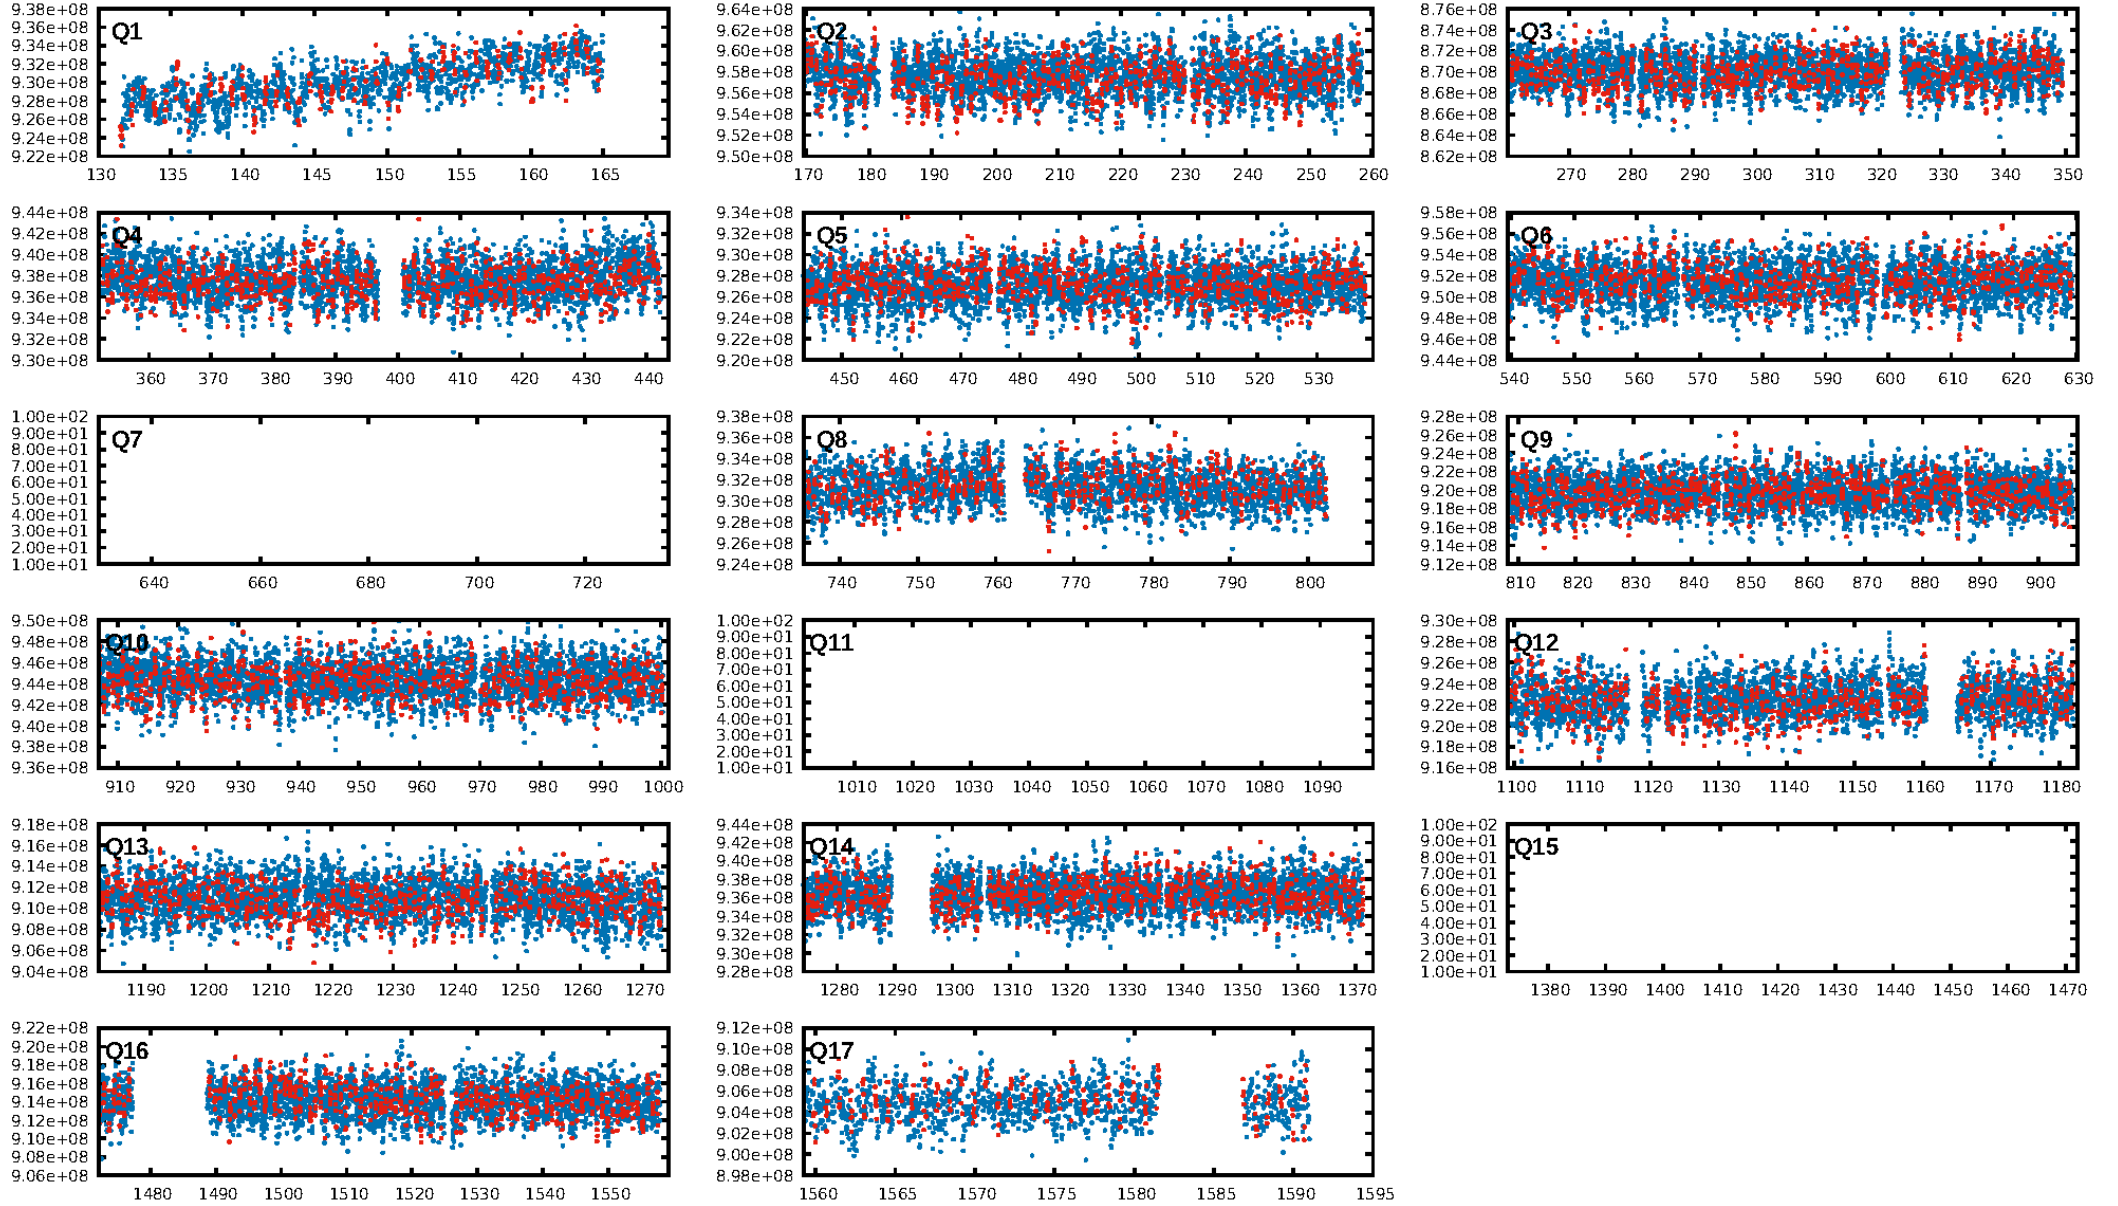 Q1
9.38e+08
9.36e+08
9.34e+08
9.32e+08
9.30e+08
9.28e+08
9.26e+08
9.24e+08
9.22e+08
130 135 140 145 150 155 160 165
Q2
9.64e+08
9.62e+08
9.60e+08
9.58e+08
9.56e+08
9.54e+08
9.52e+08
9.50e+08
170 180 190 200 210 220 230 240 250 260
Q3
8.76e+08
8.74e+08
8.72e+08
8.70e+08
8.68e+08
8.66e+08
8.64e+08
8.62e+08
270 280 290 300 310 320 330 340 350
Q4
9.44e+08
9.42e+08
9.40e+08
9.38e+08
9.36e+08
9.34e+08
9.32e+08
9.30e+08
360 370 380 390 400 410 420 430 440
Q5
9.34e+08
9.32e+08
9.30e+08
9.28e+08
9.26e+08
9.24e+08
9.22e+08
9.20e+08
450 460 470 480 490 500 510 520 530
Q6
9.58e+08
9.56e+08
9.54e+08
9.52e+08
9.50e+08
9.48e+08
9.46e+08
9.44e+08
540 550 560 570 580 590 600 610 620 630
Q7
1.00e+02
9.00e+01
8.00e+01
7.00e+01
6.00e+01
5.00e+01
4.00e+01
3.00e+01
2.00e+01
1.00e+01
640 660 680 700 720
Q8
9.38e+08
9.36e+08
9.34e+08
9.32e+08
9.30e+08
9.28e+08
9.26e+08
9.24e+08
740 750 760 770 780 790 800
Q9
9.28e+08
9.26e+08
9.24e+08
9.22e+08
9.20e+08
9.18e+08
9.16e+08
9.14e+08
9.12e+08
810 820 830 840 850 860 870 880 890 900
Q10
9.50e+08
9.48e+08
9.46e+08
9.44e+08
9.42e+08
9.40e+08
9.38e+08
9.36e+08
910 920 930 940 950 960 970 980 990 1000
Q11
1.00e+02
9.00e+01
8.00e+01
7.00e+01
6.00e+01
5.00e+01
4.00e+01
3.00e+01
2.00e+01
1.00e+01
1010 1020 1030 1040 1050 1060 1070 1080 1090
Q12
9.30e+08
9.28e+08
9.26e+08
9.24e+08
9.22e+08
9.20e+08
9.18e+08
9.16e+08
1100 1110 1120 1130 1140 1150 1160 1170 1180
Q13
9.18e+08
9.16e+08
9.14e+08
9.12e+08
9.10e+08
9.08e+08
9.06e+08
9.04e+08
1190 1200 1210 1220 1230 1240 1250 1260 1270
Q14
9.44e+08
9.42e+08
9.40e+08
9.38e+08
9.36e+08
9.34e+08
9.32e+08
9.30e+08
9.28e+08
1280 1290 1300 1310 1320 1330 1340 1350 1360 1370
Q15
1.00e+02
9.00e+01
8.00e+01
7.00e+01
6.00e+01
5.00e+01
4.00e+01
3.00e+01
2.00e+01
1.00e+01
1380 1390 1400 1410 1420 1430 1440 1450 1460 1470
Q16
9.22e+08
9.20e+08
9.18e+08
9.16e+08
9.14e+08
9.12e+08
9.10e+08
9.08e+08
9.06e+08
1480 1490 1500 1510 1520 1530 1540 1550
Q17
9.12e+08
9.10e+08
9.08e+08
9.06e+08
9.04e+08
9.02e+08
9.00e+08
8.98e+08
1560 1565 1570 1575 1580 1585 1590 1595